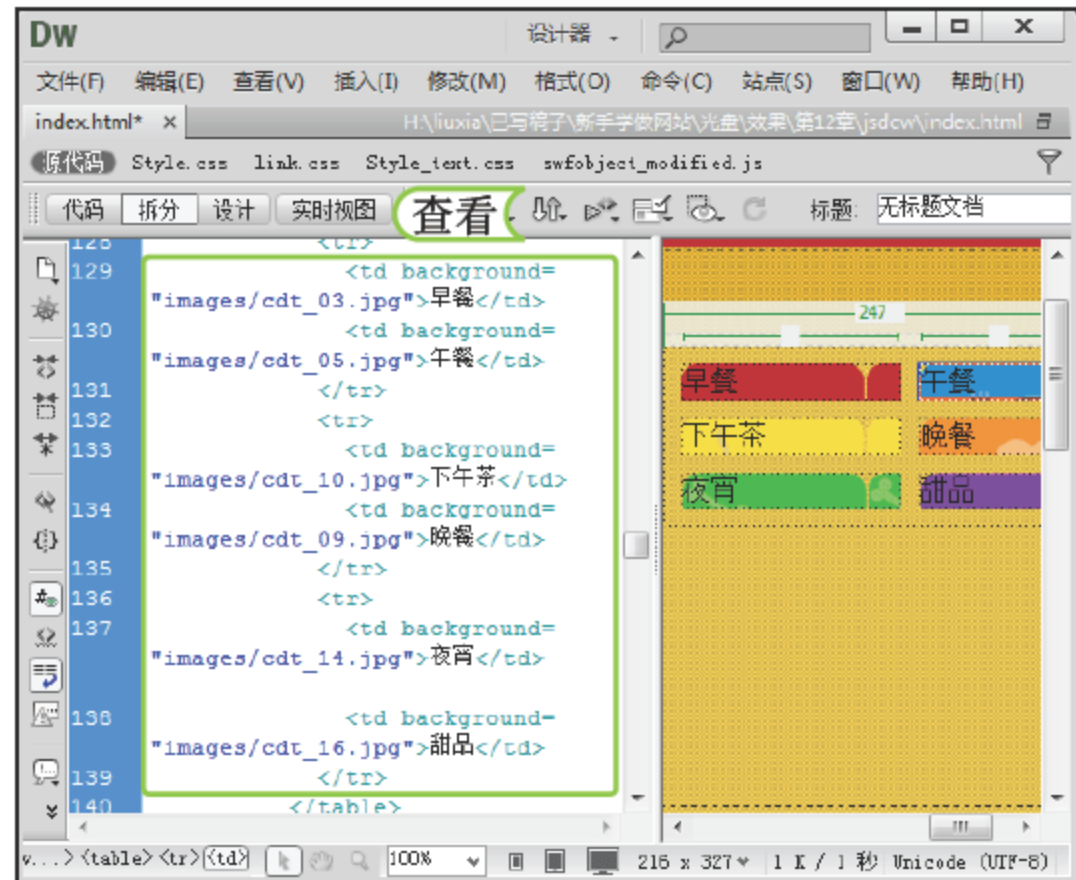 Dw 设计器
文件(F) 编辑(E) 查看(V) 插入(I) 修改(M) 格式(O) 命令(C) 站点(S) 窗口(W) 帮助(H)
index.html* × H:\liuxia\已写稿子\新手学做网站\光盘\效果\第12章\jsdcw\index.html
源代码 Style.css link.css Style_text.css swfobject_modified.js
代码 拆分 设计 实时视图 查看 标题: 无标题文档
128 <tr>
129 <td background=
"images/cdt_03.jpg">早餐</td>
130 <td background=
"images/cdt_05.jpg">午餐</td>
131 </tr>
132 <tr>
133 <td background=
"images/cdt_10.jpg">下午茶</td>
134 <td background=
"images/cdt_09.jpg">晚餐</td>
135 </tr>
136 <tr>
137 <td background=
"images/cdt_14.jpg">夜宵</td>
138 <td background=
"images/cdt_16.jpg">甜品</td>
139 </tr>
140 </table>
247
早餐 午餐
下午茶 晚餐
夜宵 甜品
v...> <table> <tr> <td> 100% 216 x 327 1 K / 1 秒 Unicode (UTF-8)